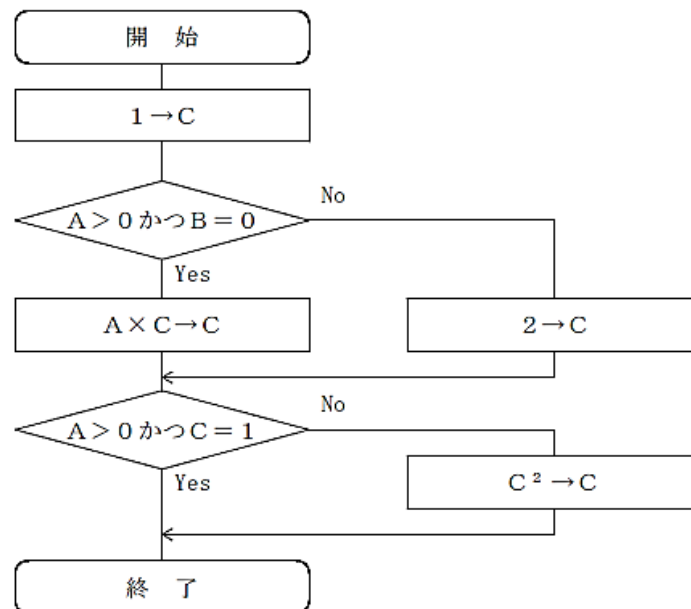 開　始
１→Ｃ
Ａ＞０かつＢ＝０
No
Yes
Ａ×Ｃ→Ｃ
２→Ｃ
Ａ＞０かつＣ＝１
No
Yes
Ｃ²→Ｃ
終　了